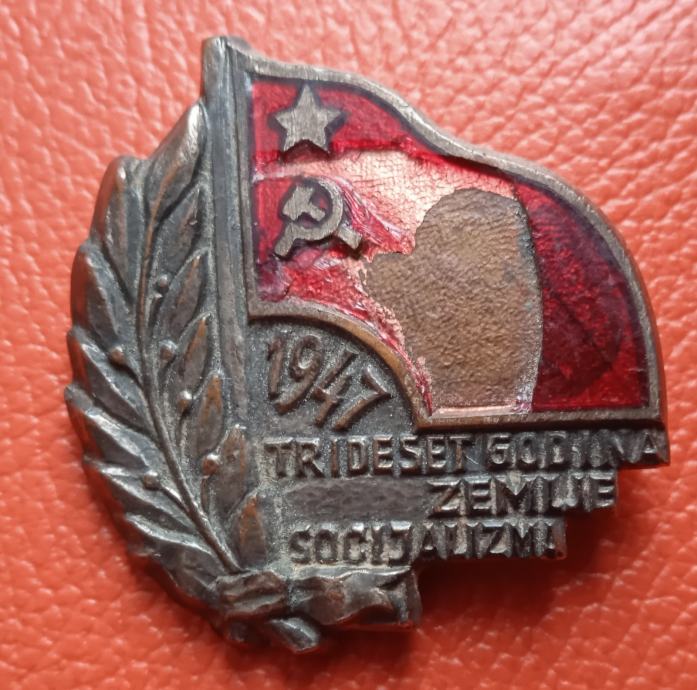 1947
TRIDESET GODINA
ZEMLJE
SOCIJALIZMA